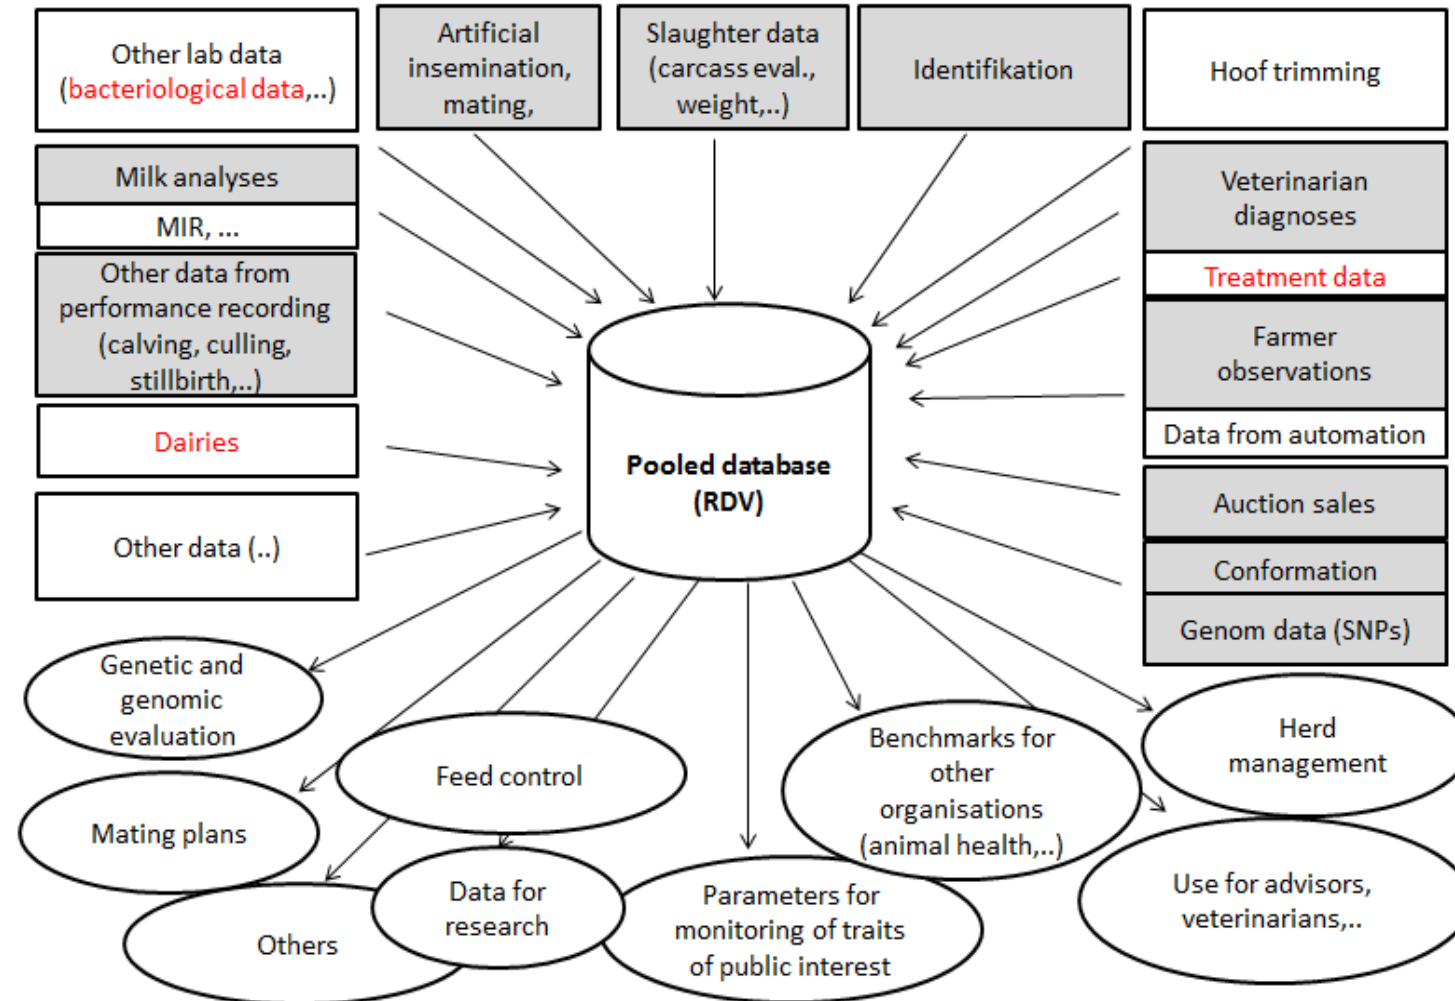 Other lab data
(bacteriological data,..)
Artificial
insemination,
mating,
Slaughter data
(carcass eval.,
weight,..)
Identifikation
Hoof trimming
Milk analyses
MIR, ...
Other data from
performance recording
(calving, culling,
stillbirth,..)
Dairies
Other data (..)
Veterinarian
diagnoses
Treatment data
Farmer
observations
Data from automation
Auction sales
Conformation
Genom data (SNPs)
Pooled database
(RDV)
Genetic and
genomic
evaluation
Mating plans
Others
Feed control
Data for
research
Parameters for
monitoring of traits
of public interest
Benchmarks for
other
organisations
(animal health,..)
Herd
management
Use for advisors,
veterinarians,..